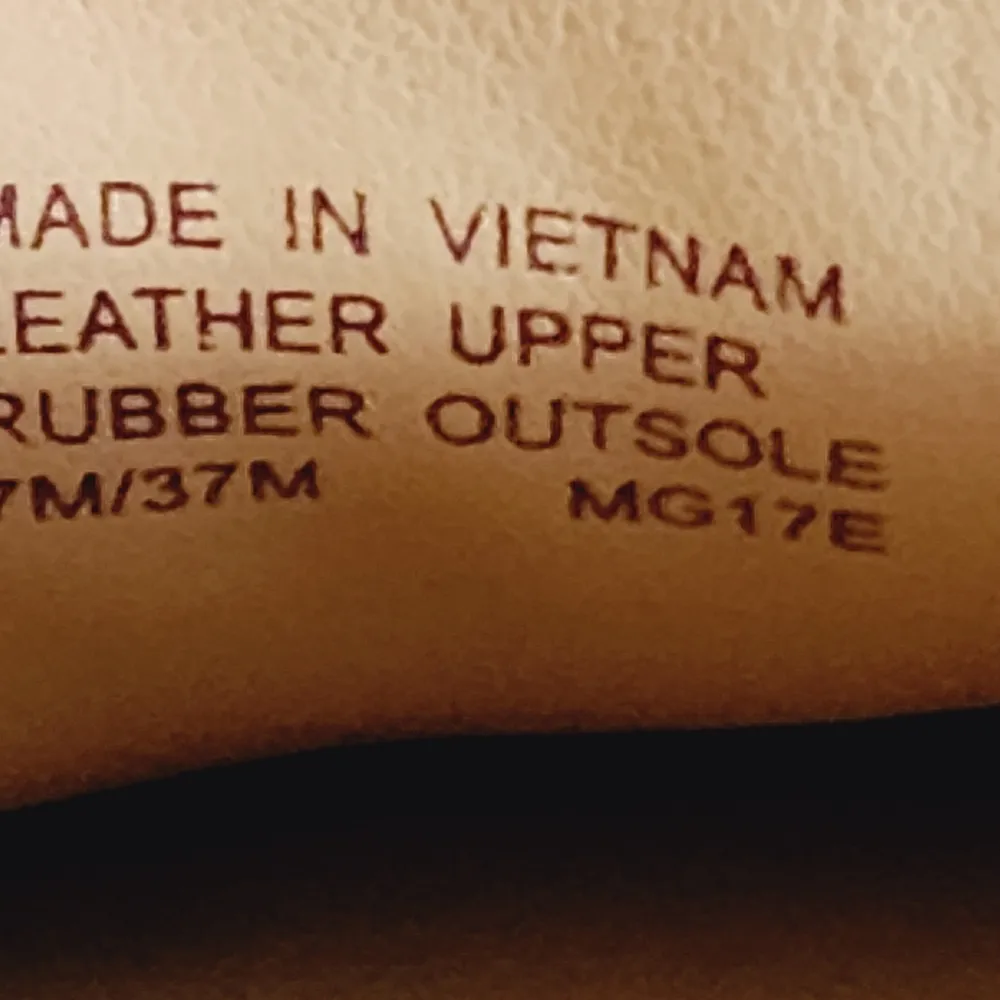 MADE IN VIETNAM
LEATHER UPPER
RUBBER OUTSOLE
7M/37M MG17E